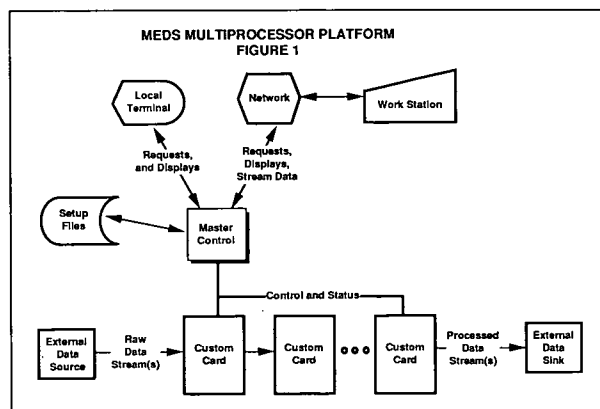 MEDS MULTIPROCESSOR PLATFORM
FIGURE 1
Local
Terminal
Network
Work Station
Requests,
and Displays
Requests,
Displays,
Stream Data
Setup
Files
Master
Control
Control and Status
External
Data
Source
Raw
Data
Stream(s)
Custom
Card
Custom
Card
Custom
Card
Processed
Data
Stream(s)
External
Data
Sink